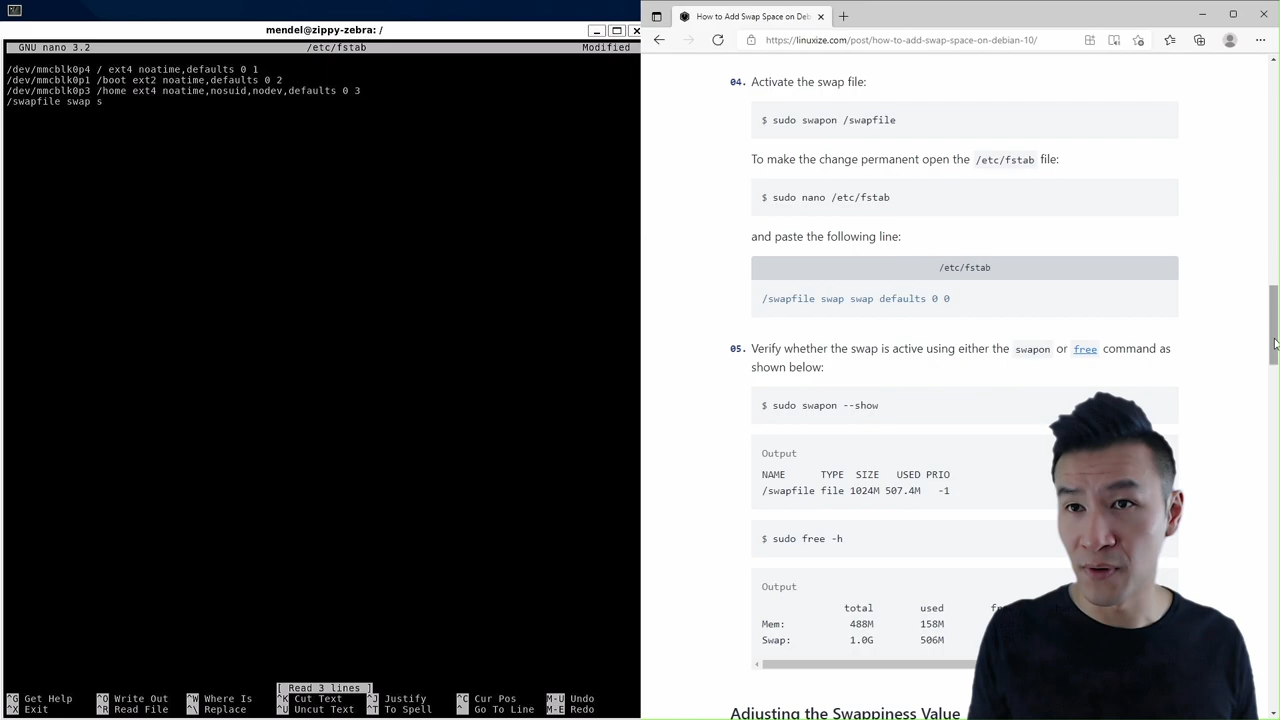 mendel@zippy-zebra: /
GNU nano 3.2 /etc/fstab Modified
/dev/mmcblk0p4 / ext4 noatime,defaults 0 1
/dev/mmcblk0p1 /boot ext2 noatime,defaults 0 2
/dev/mmcblk0p3 /home ext4 noatime,nosuid,nodev,defaults 0 3
/swapfile swap s
[ Read 3 lines ]
^G Get Help ^O Write Out ^W Where Is ^K Cut Text ^J Justify ^C Cur Pos M-U Undo
^X Exit ^R Read File ^\ Replace ^U Uncut Text ^T To Spell ^_ Go To Line M-E Redo
How to Add Swap Space on Deb
https://linuxize.com/post/how-to-add-swap-space-on-debian-10/
04. Activate the swap file:
$ sudo swapon /swapfile
To make the change permanent open the /etc/fstab file:
$ sudo nano /etc/fstab
and paste the following line:
/etc/fstab
/swapfile swap swap defaults 0 0
05. Verify whether the swap is active using either the swapon or free command as
shown below:
$ sudo swapon --show
Output
NAME TYPE SIZE USED PRIO
/swapfile file 1024M 507.4M -1
$ sudo free -h
Output
total used
Mem: 488M 158M
Swap: 1.0G 506M
Adjusting the Swappiness Value